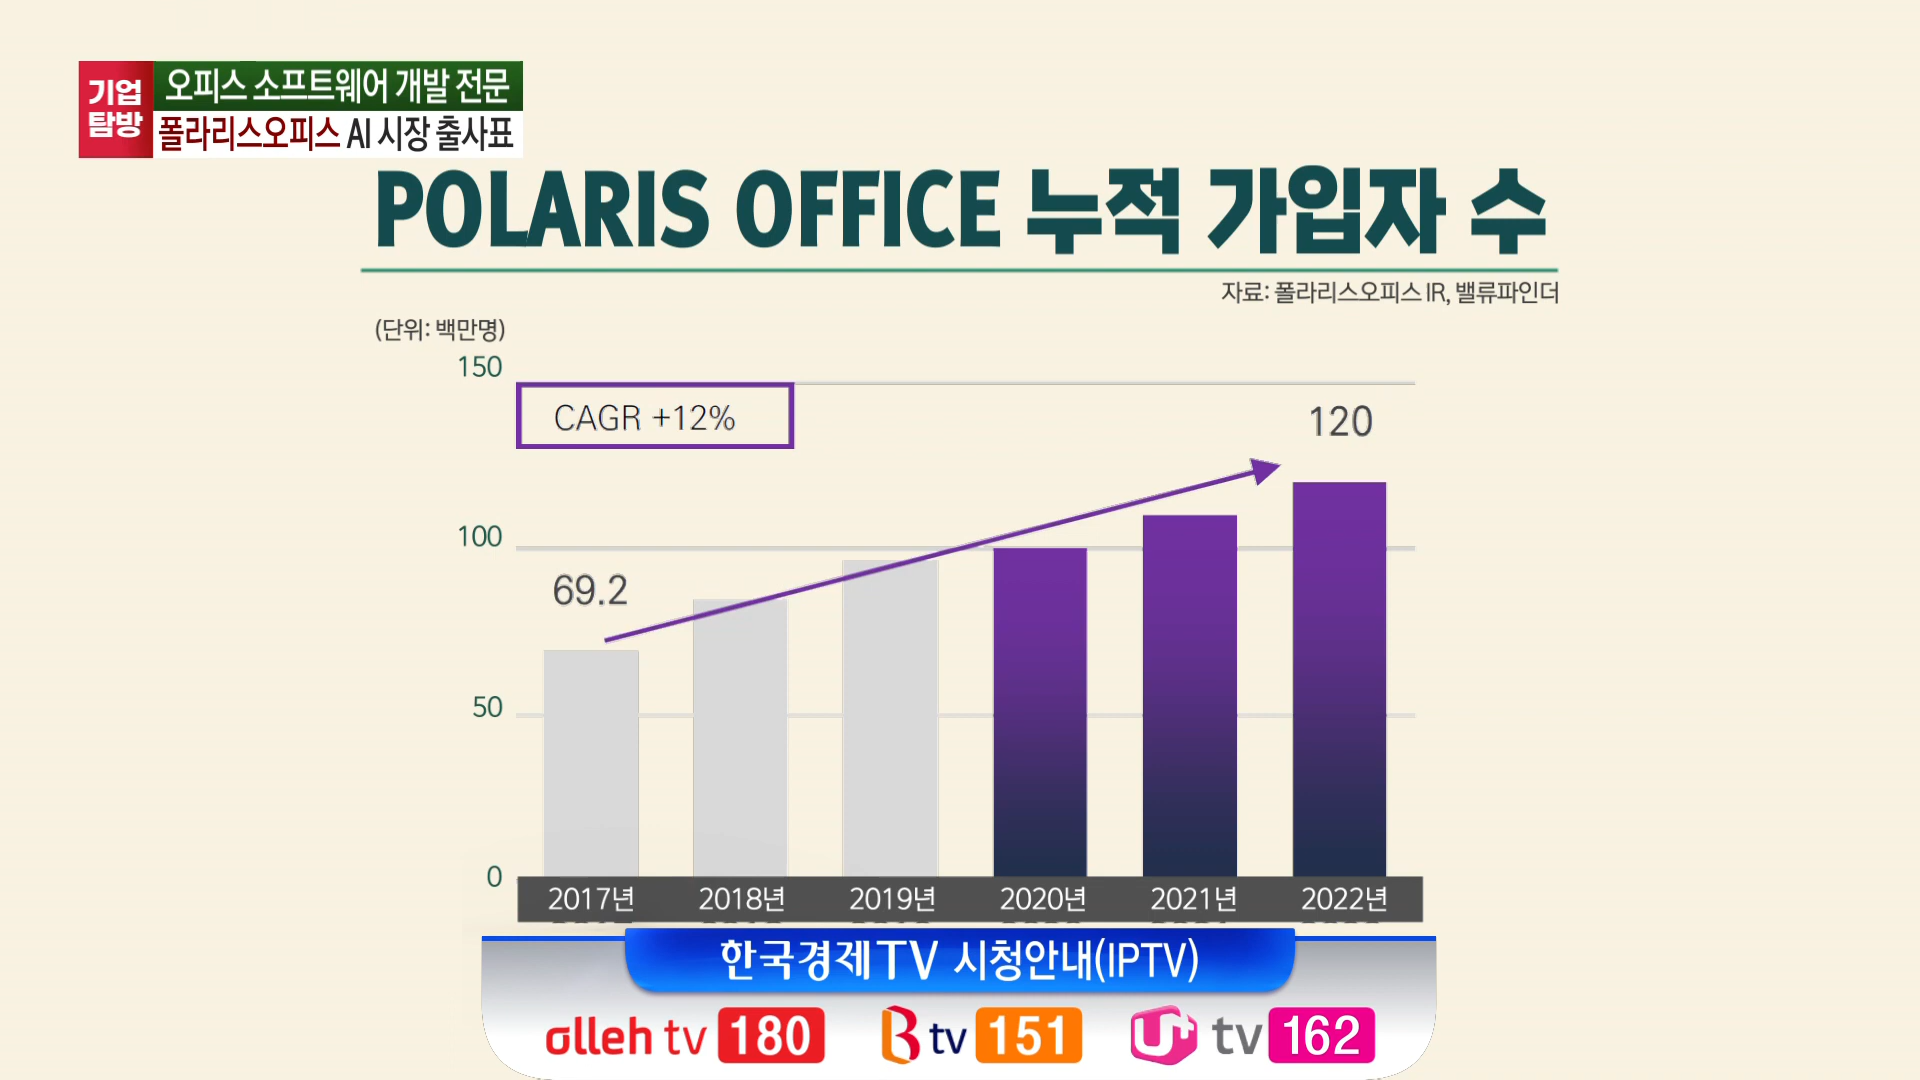 기업
탐방
오피스 소프트웨어 개발 전문
폴라리스오피스 AI 시장 출사표
POLARIS OFFICE 누적 가입자 수
자료: 폴라리스오피스 IR, 밸류파인더
(단위: 백만명)
150
CAGR +12%
120
100
69.2
50
0
2017년 2018년 2019년 2020년 2021년 2022년
한국경제TV 시청안내(IPTV)
olleh tv 180 B tv 151 U+ tv 162